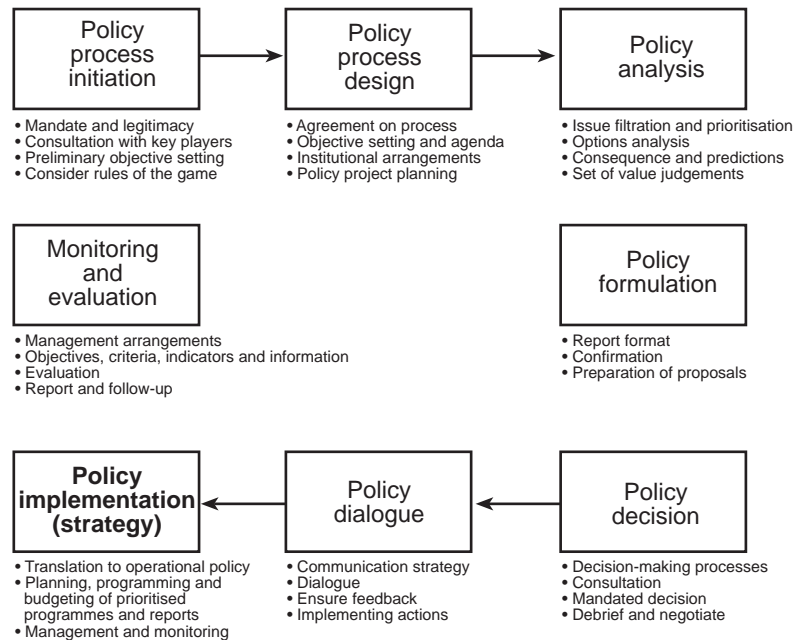 Policy
process
initiation
• Mandate and legitimacy
• Consultation with key players
• Preliminary objective setting
• Consider rules of the game
Policy
process
design
• Agreement on process
• Objective setting and agenda
• Institutional arrangements
• Policy project planning
Policy
analysis
• Issue filtration and prioritisation
• Options analysis
• Consequence and predictions
• Set of value judgements
Monitoring
and
evaluation
• Management arrangements
• Objectives, criteria, indicators and information
• Evaluation
• Report and follow-up
Policy
formulation
• Report format
• Confirmation
• Preparation of proposals
Policy
implementation
(strategy)
• Translation to operational policy
• Planning, programming and
budgeting of prioritised
programmes and reports
• Management and monitoring
Policy
dialogue
• Communication strategy
• Dialogue
• Ensure feedback
• Implementing actions
Policy
decision
• Decision-making processes
• Consultation
• Mandated decision
• Debrief and negotiate